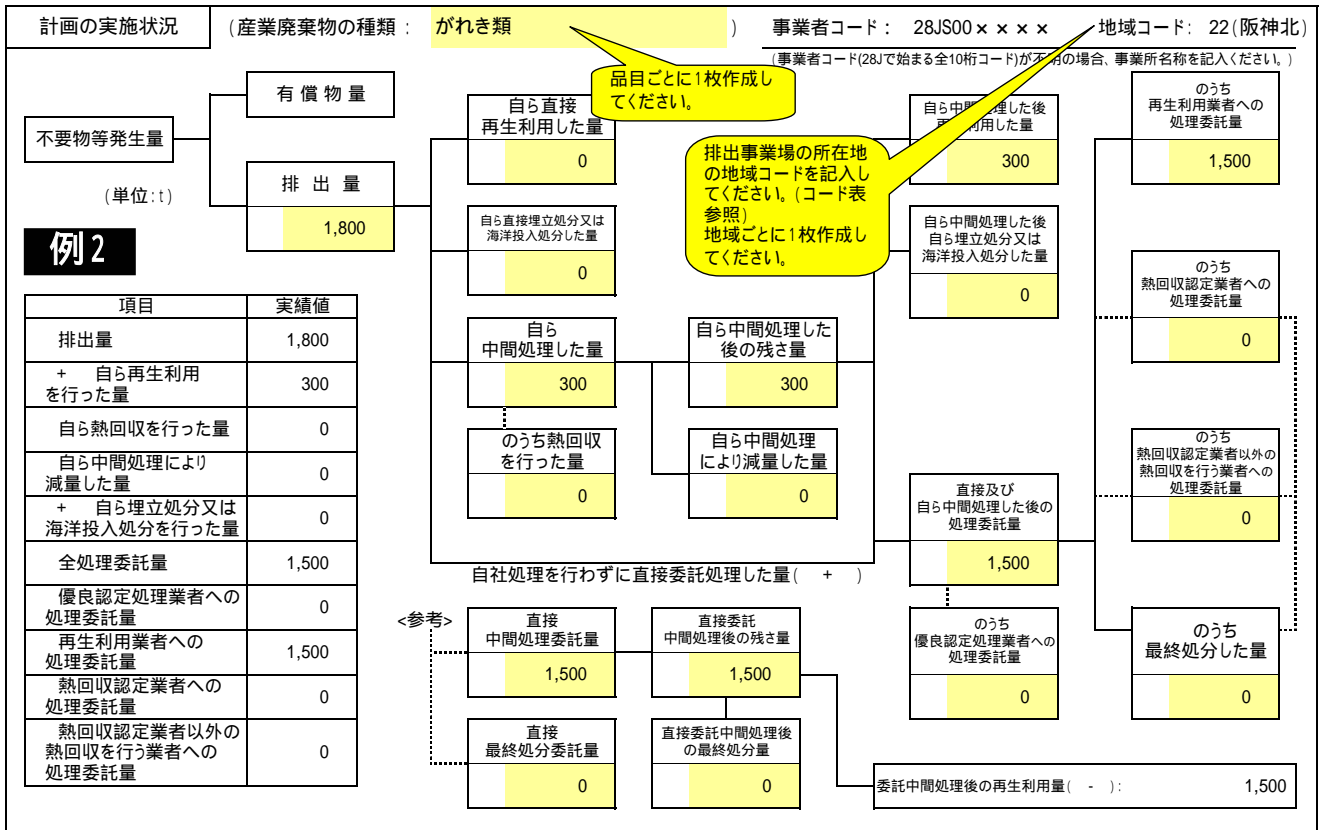 計画の実施状況
(産業廃棄物の種類: がれき類 )
事業者コード: 28JS00×××× 地域コード: 22(阪神北)
(事業者コード(28Jで始まる全10桁コード)が不明の場合、事業所名称を記入ください。)
品目ごとに1枚作成し
てください。
排出事業場の所在地
の地域コードを記入し
てください。(コード表
参照)
地域ごとに1枚作成し
てください。
不要物等発生量
(単位:t)
有償物量
排出量
1,800
例2
自ら直接
再生利用した量
0
自ら直接埋立処分又は
海洋投入処分した量
0
自ら
中間処理した量
300
のうち熱回収
を行った量
0
自ら中間処理した
後の残さ量
300
自ら中間処理
により減量した量
0
自ら中間処理した後
再生利用した量
300
自ら中間処理した後
自ら埋立処分又は
海洋投入処分した量
0
直接及び
自ら中間処理した後の
処理委託量
1,500
のうち
優良認定処理業者への
処理委託量
0
のうち
再生利用業者への
処理委託量
1,500
のうち
熱回収認定業者への
処理委託量
0
のうち
熱回収認定業者以外の
熱回収を行う業者への
処理委託量
0
のうち
最終処分した量
0
項目 実績値
排出量 1,800
+ 自ら再生利用
を行った量 300
自ら熱回収を行った量 0
自ら中間処理により
減量した量 0
+ 自ら埋立処分又は
海洋投入処分を行った量 0
全処理委託量 1,500
優良認定処理業者への
処理委託量 0
再生利用業者への
処理委託量 1,500
熱回収認定業者への
処理委託量 0
熱回収認定業者以外の
熱回収を行う業者への
処理委託量 0
自社処理を行わずに直接委託処理した量( + )
<参考>
直接
中間処理委託量
1,500
直接委託
中間処理後の残さ量
1,500
直接
最終処分委託量
0
直接委託中間処理後
の最終処分量
0
委託中間処理後の再生利用量( - ): 1,500